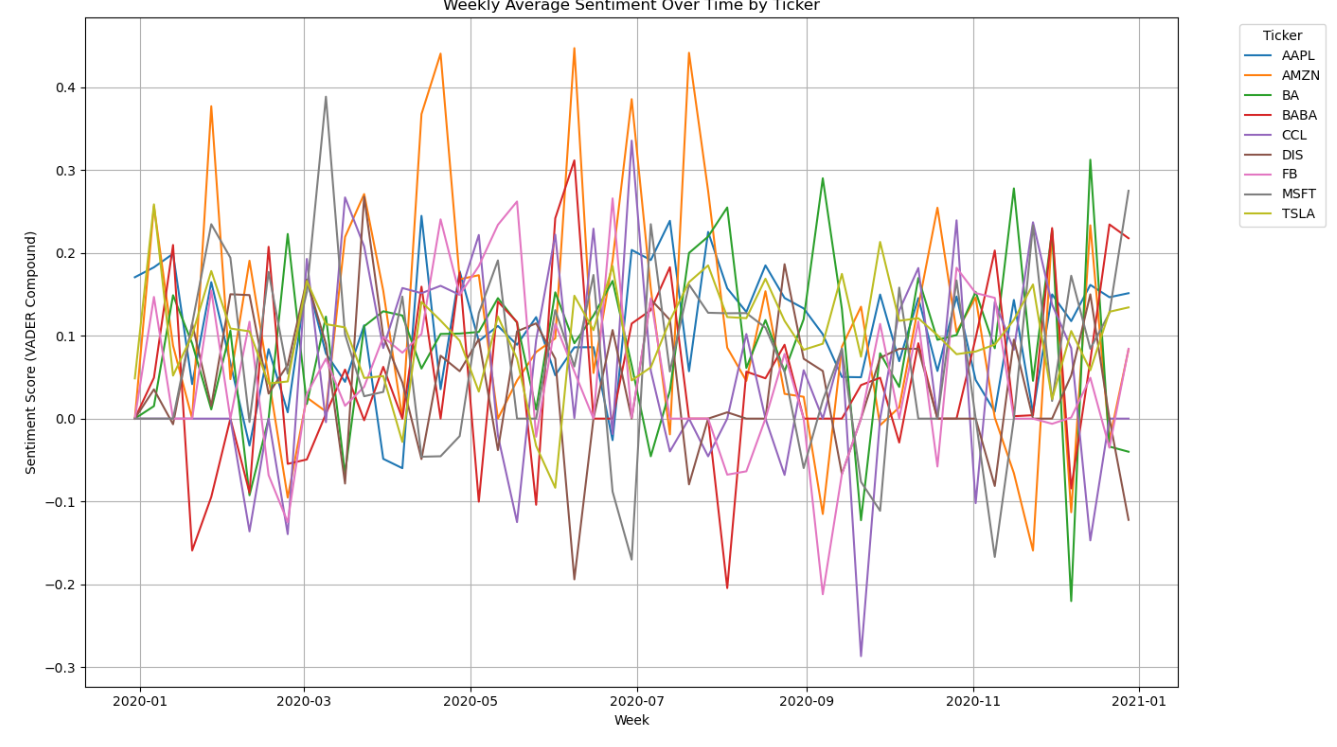 Weekly Average Sentiment Over Time by Ticker
Sentiment Score (VADER Compound)
0.4
0.3
0.2
0.1
0.0
−0.1
−0.2
−0.3
2020-01
2020-03
2020-05
2020-07
2020-09
2020-11
2021-01
Week
Ticker
AAPL
AMZN
BA
BABA
CCL
DIS
FB
MSFT
TSLA